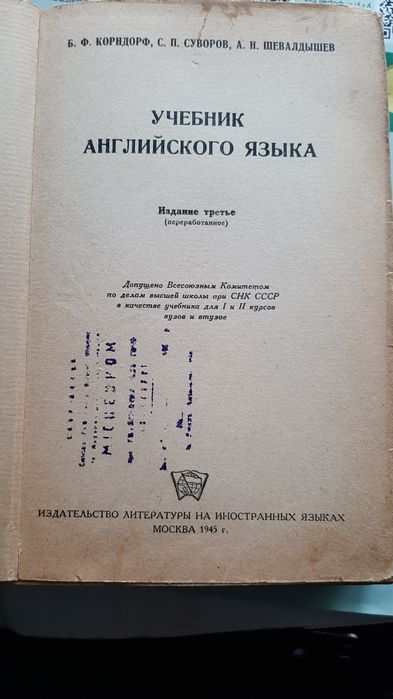 Б. Ф. КОРНДОРФ, С. П. СУВОРОВ, А. Н. ШЕВАЛДЫШЕВ
УЧЕБНИК
АНГЛИЙСКОГО ЯЗЫКА
Издание третье
(переработанное)
Допущено Всесоюзным Комитетом
по делам высшей школы при СНК СССР
в качестве учебника для I и II курсов
вузов и втузов
ИЗДАТЕЛЬСТВО ЛИТЕРАТУРЫ НА ИНОСТРАННЫХ ЯЗЫКАХ
МОСКВА 1945 г.